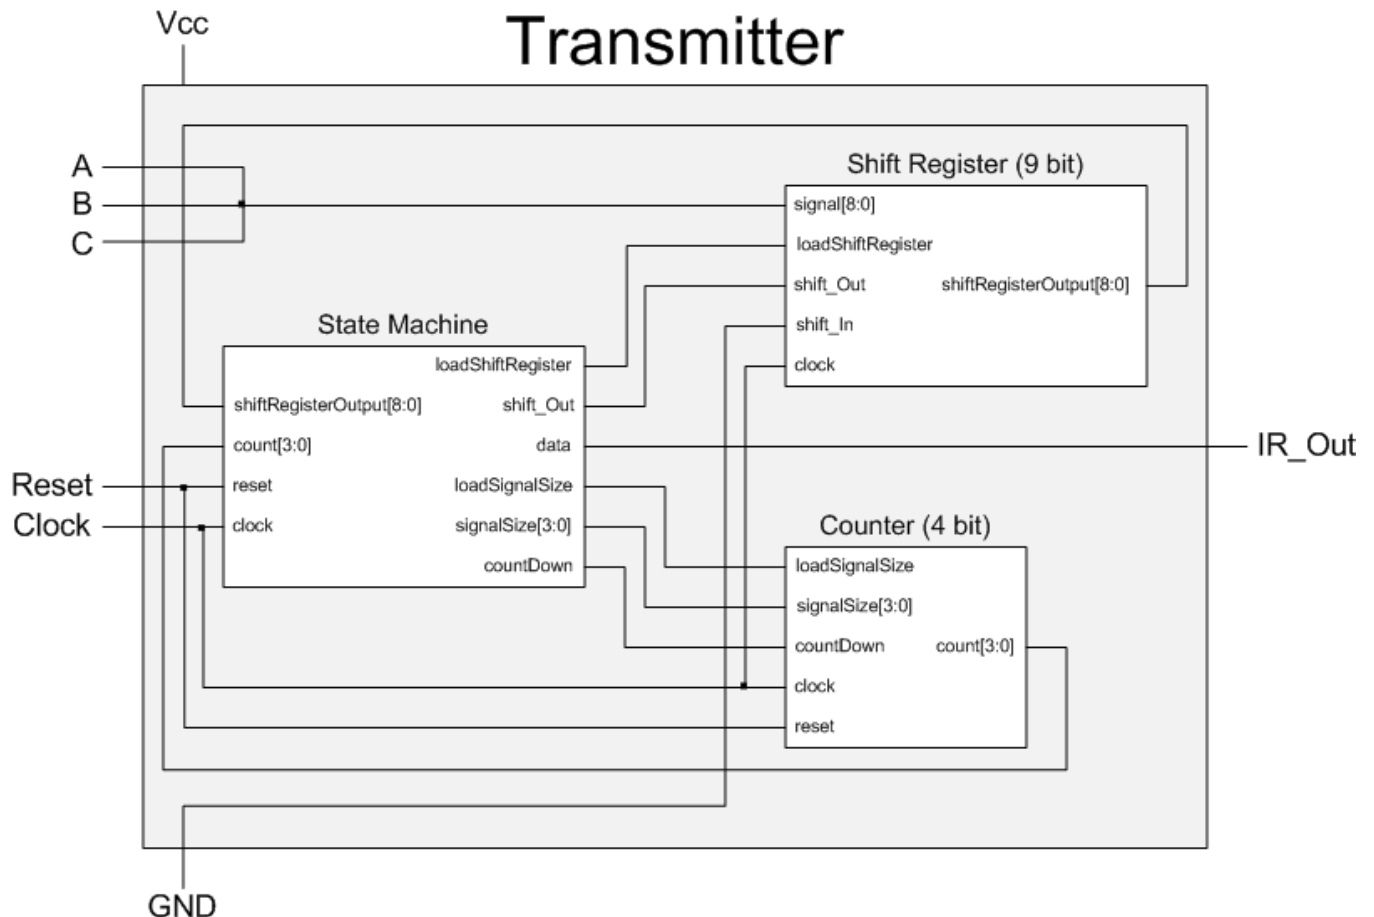 Vcc
Transmitter
A
B
C
Shift Register (9 bit)
signal[8:0]
loadShiftRegister
shift_Out
shiftRegisterOutput[8:0]
shift_In
clock
State Machine
loadShiftRegister
shiftRegisterOutput[8:0]
shift_Out
count[3:0]
data
IR_Out
Reset
reset
loadSignalSize
Clock
clock
signalSize[3:0]
countDown
Counter (4 bit)
loadSignalSize
signalSize[3:0]
countDown
count[3:0]
clock
reset
GND